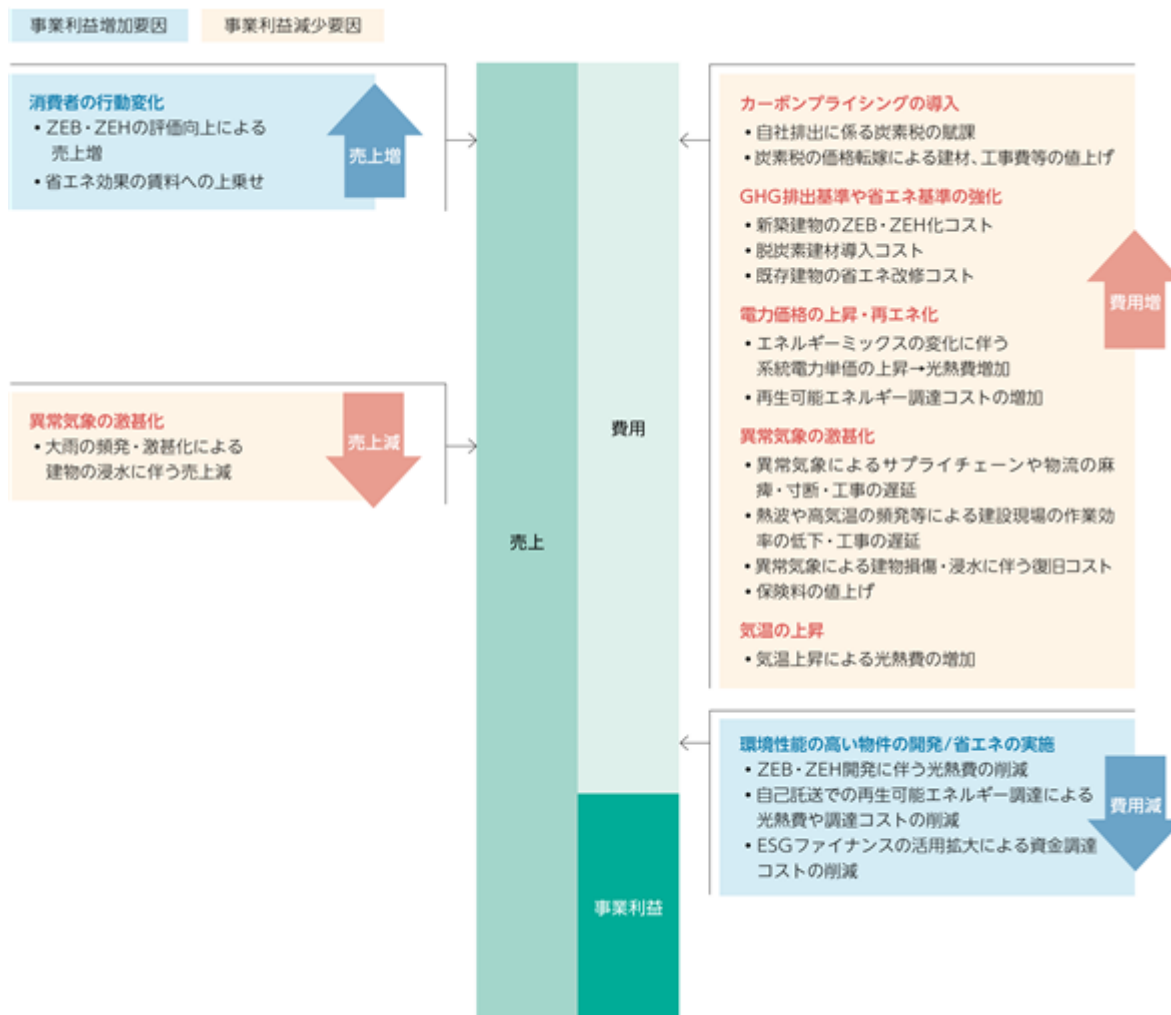 事業利益増加要因
事業利益減少要因
消費者の行動変化
• ZEB・ZEHの評価向上による
売上増
• 省エネ効果の賃料への上乗せ
売上増
異常気象の激甚化
• 大雨の頻発・激甚化による
建物の浸水に伴う売上減
売上減
売上
費用
事業利益
カーボンプライシングの導入
• 自社排出に係る炭素税の賦課
• 炭素税の価格転嫁による建材、工事費等の値上げ
GHG排出基準や省エネ基準の強化
• 新築建物のZEB・ZEH化コスト
• 脱炭素建材導入コスト
• 既存建物の省エネ改修コスト
電力価格の上昇・再エネ化
• エネルギーミックスの変化に伴う
系統電力単価の上昇→光熱費増加
• 再生可能エネルギー調達コストの増加
異常気象の激甚化
• 異常気象によるサプライチェーンや物流の麻
痺・寸断・工事の遅延
• 熱波や高気温の頻発等による建設現場の作業効
率の低下・工事の遅延
• 異常気象による建物損傷・浸水に伴う復旧コスト
• 保険料の値上げ
気温の上昇
• 気温上昇による光熱費の増加
費用増
環境性能の高い物件の開発/省エネの実施
• ZEB・ZEH開発に伴う光熱費の削減
• 自己託送での再生可能エネルギー調達による
光熱費や調達コストの削減
• ESGファイナンスの活用拡大による資金調達
コストの削減
費用減